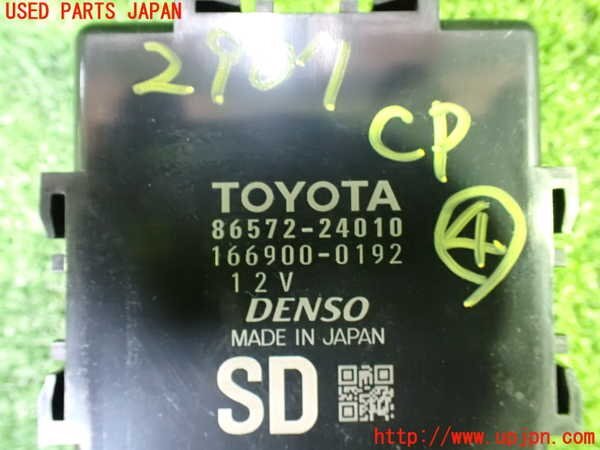 USED PARTS JAPAN
2987
CP
TOYOTA
86572-24010
④
166900-0192
12V
DENSO
MADE IN JAPAN
SD
http://www.upjpn.com/